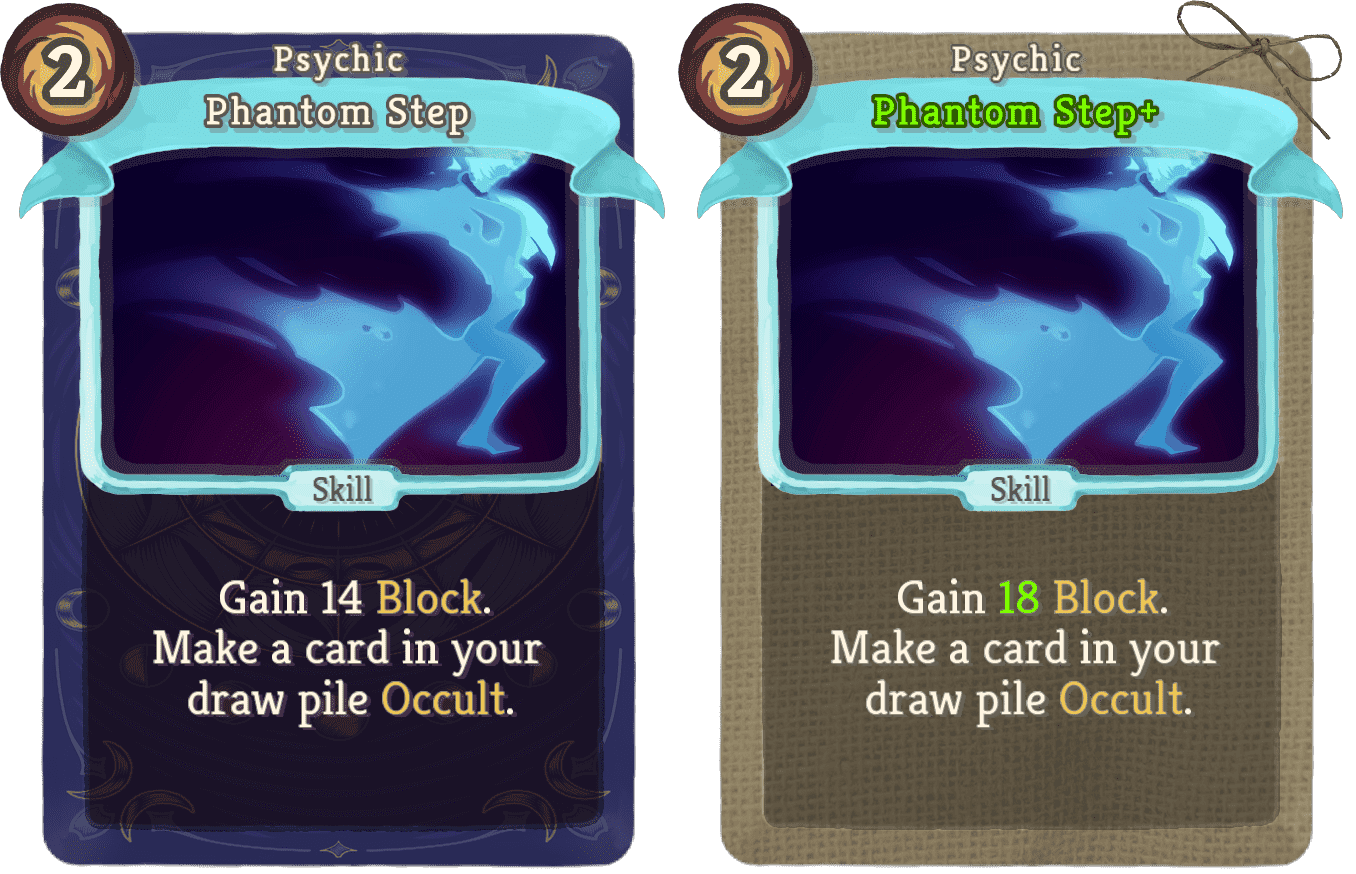 2
Psychic
Phantom Step
Skill
Gain 14 Block.
Make a card in your
draw pile Occult.
2
Psychic
Phantom Step+
Skill
Gain 18 Block.
Make a card in your
draw pile Occult.